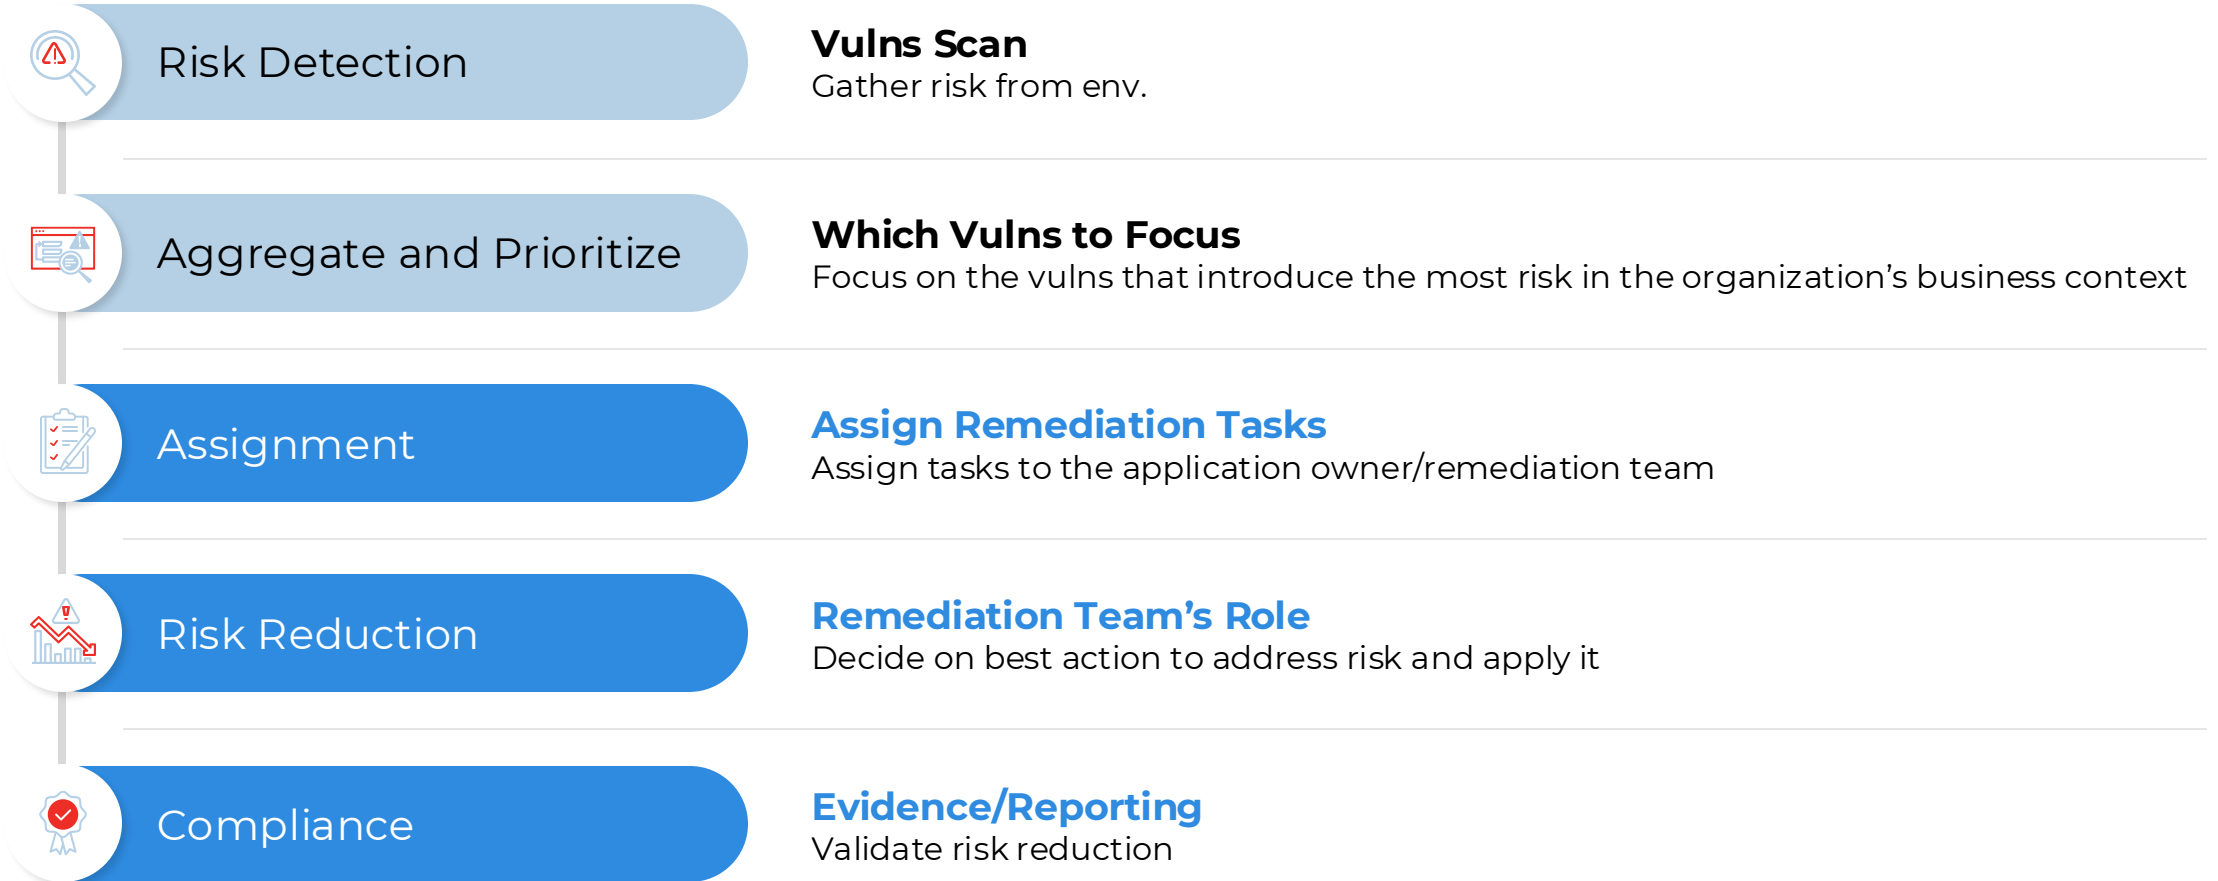 Risk Detection
Vulns Scan
Gather risk from env.
Aggregate and Prioritize
Which Vulns to Focus
Focus on the vulns that introduce the most risk in the organization’s business context
Assignment
Assign Remediation Tasks
Assign tasks to the application owner/remediation team
Risk Reduction
Remediation Team’s Role
Decide on best action to address risk and apply it
Compliance
Evidence/Reporting
Validate risk reduction